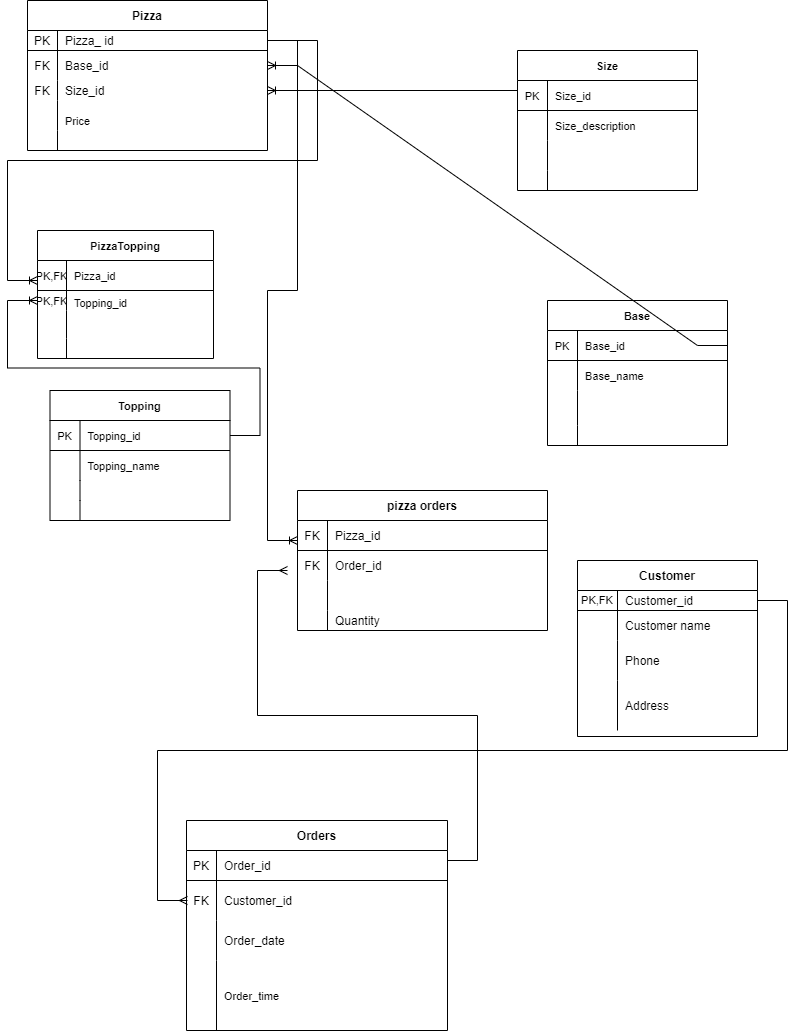 Pizza
PK Pizza_ id
FK Base_id
FK Size_id
Price
Size
PK Size_id
Size_description
PizzaTopping
PK,FK Pizza_id
PK,FK Topping_id
Base
PK Base_id
Base_name
Topping
PK Topping_id
Topping_name
pizza orders
FK Pizza_id
FK Order_id
Quantity
Customer
PK,FK Customer_id
Customer name
Phone
Address
Orders
PK Order_id
FK Customer_id
Order_date
Order_time